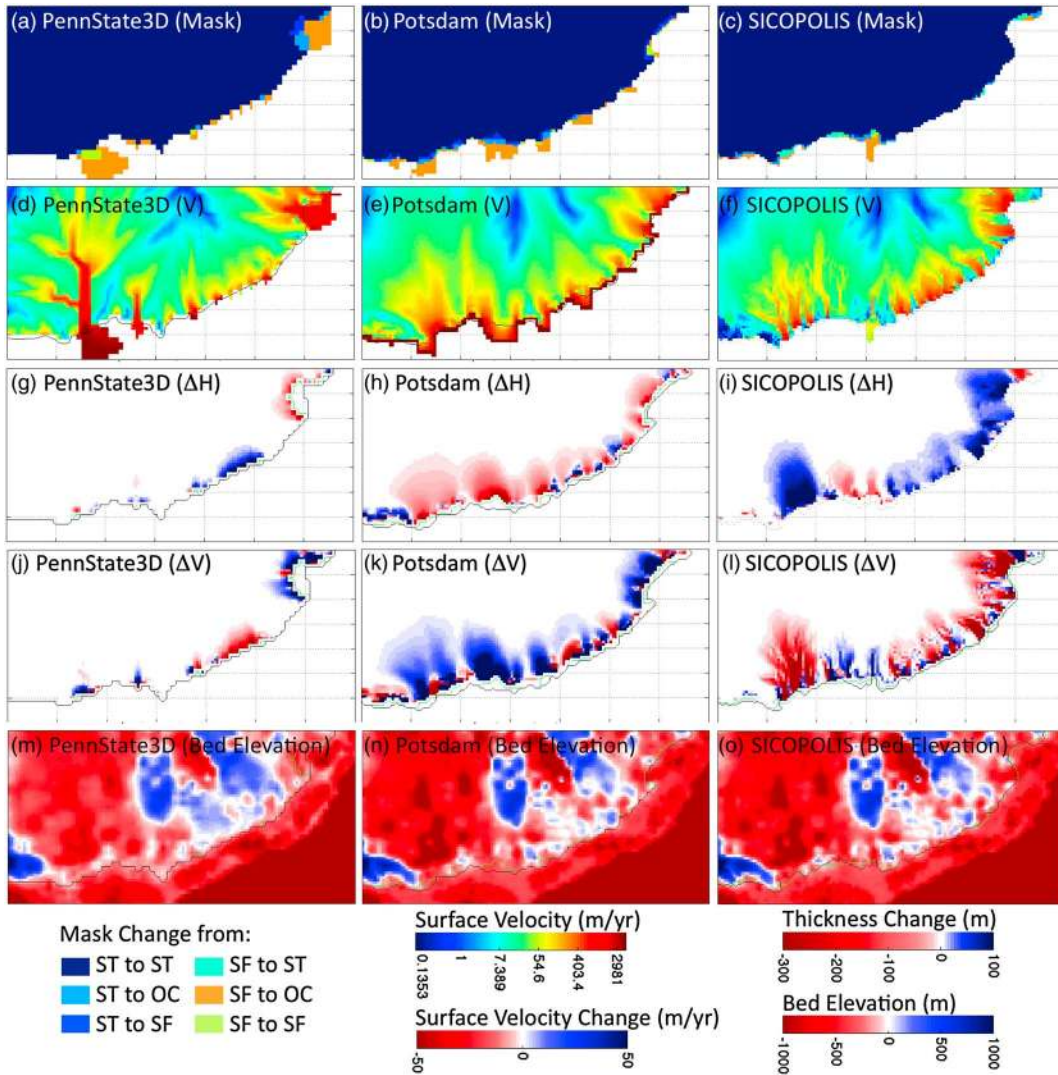 (a) PennState3D (Mask)
(b) Potsdam (Mask)
(c) SICOPOLIS (Mask)
(d) PennState3D (V)
(e) Potsdam (V)
(f) SICOPOLIS (V)
(g) PennState3D (ΔH)
(h) Potsdam (ΔH)
(i) SICOPOLIS (ΔH)
(j) PennState3D (ΔV)
(k) Potsdam (ΔV)
(l) SICOPOLIS (ΔV)
(m) PennState3D (Bed Elevation)
(n) Potsdam (Bed Elevation)
(o) SICOPOLIS (Bed Elevation)
Mask Change from:
ST to ST
SF to ST
ST to OC
SF to OC
ST to SF
SF to SF
Surface Velocity (m/yr)
0.1353 1 7.389 54.6 403.4 2981
Surface Velocity Change (m/yr)
-50 0 50
Thickness Change (m)
-300 -200 -100 0 100
Bed Elevation (m)
-1000 0 1000